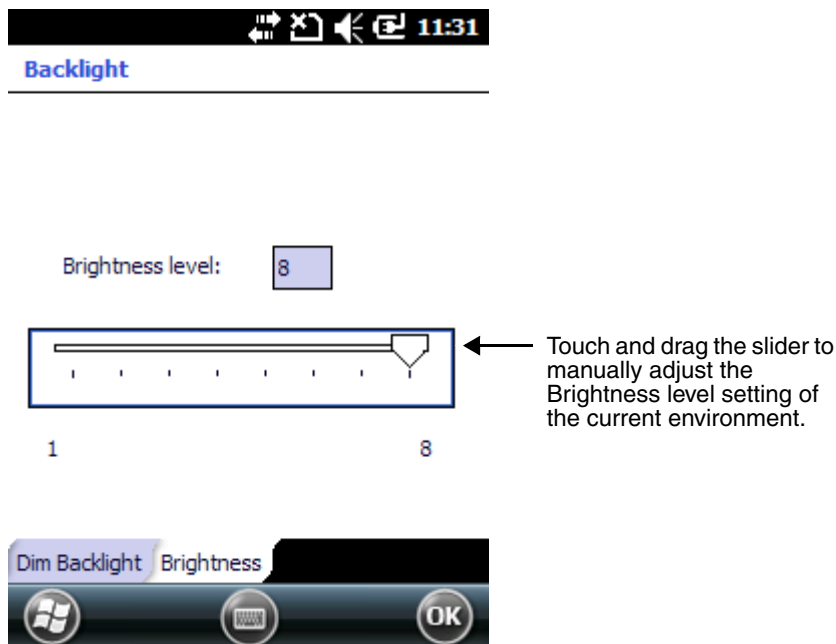 11:31
Backlight
Brightness level: 8
Touch and drag the slider to
manually adjust the
Brightness level setting of
the current environment.
1 8
Dim Backlight Brightness
OK